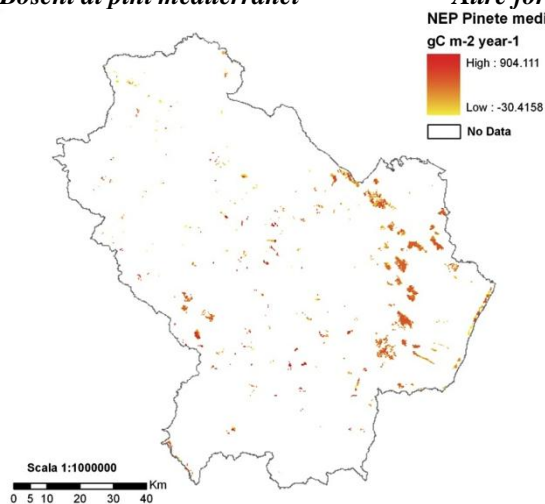 Boschi di pini mediterranei
NEP Pinete medi
gC m-2 year-1
High : 904.111
Low : -30.4158
No Data
Scala 1:1000000
Km
0 5 10 20 30 40